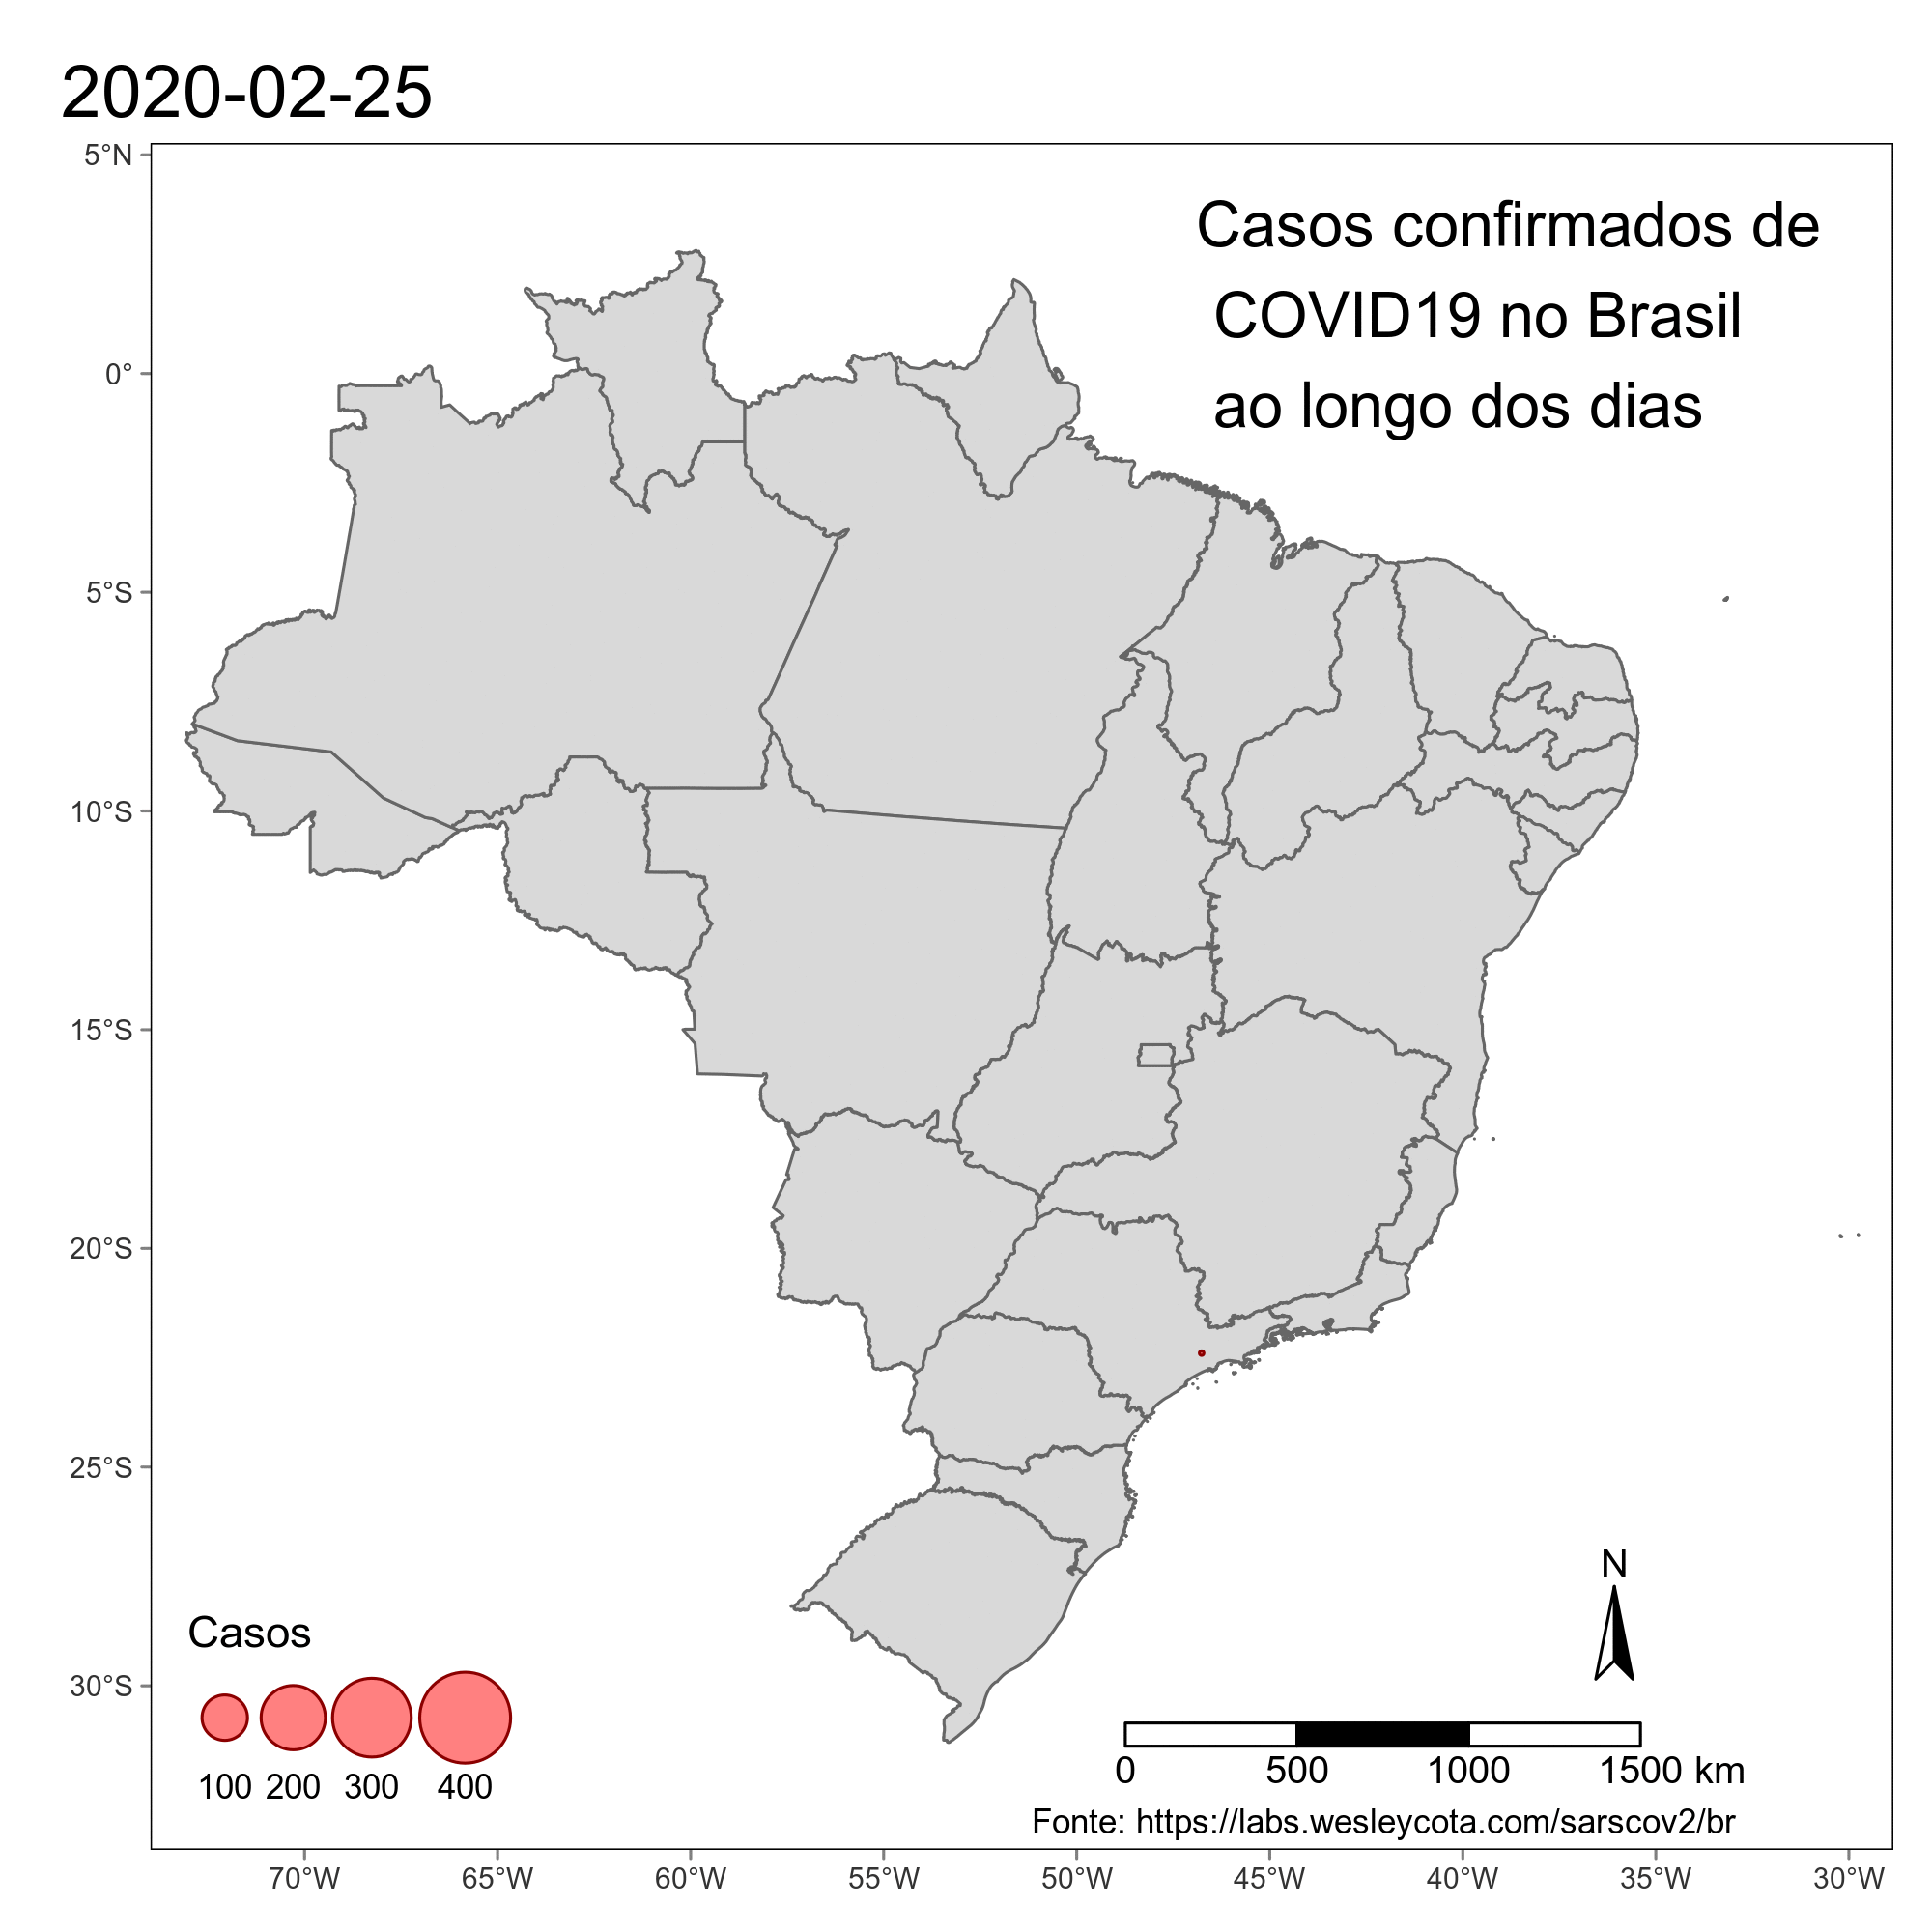 2020-02-25
Casos confirmados de
COVID19 no Brasil
ao longo dos dias
5°N
0°
5°S
10°S
15°S
20°S
25°S
30°S
N
Casos
100 200 300 400
0 500 1000 1500 km
Fonte: https://labs.wesleycota.com/sarscov2/br
70°W 65°W 60°W 55°W 50°W 45°W 40°W 35°W 30°W